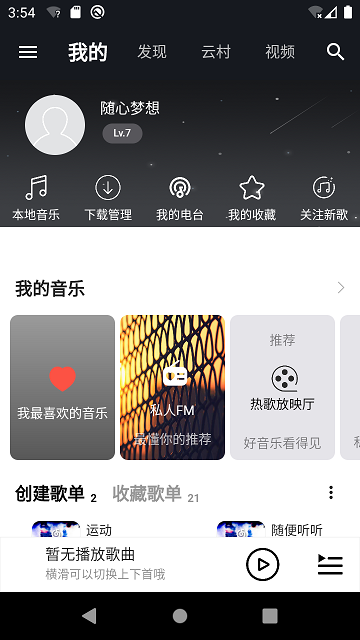 3:54
我的 发现 云村 视频
随心梦想
Lv.7
本地音乐 下载管理 我的电台 我的收藏 关注新歌
我的音乐
推荐
热歌放映厅
私人FM
我最喜欢的音乐
最懂你的推荐
好音乐看得见
创建歌单 2 收藏歌单 21
运动 随便听听
暂无播放歌曲
横滑可以切换上下首哦